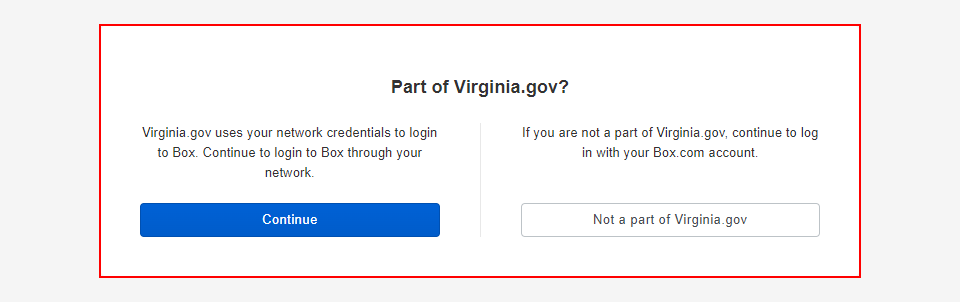 Part of Virginia.gov?
Virginia.gov uses your network credentials to login
to Box. Continue to login to Box through your
network.
Continue
If you are not a part of Virginia.gov, continue to log
in with your Box.com account.
Not a part of Virginia.gov